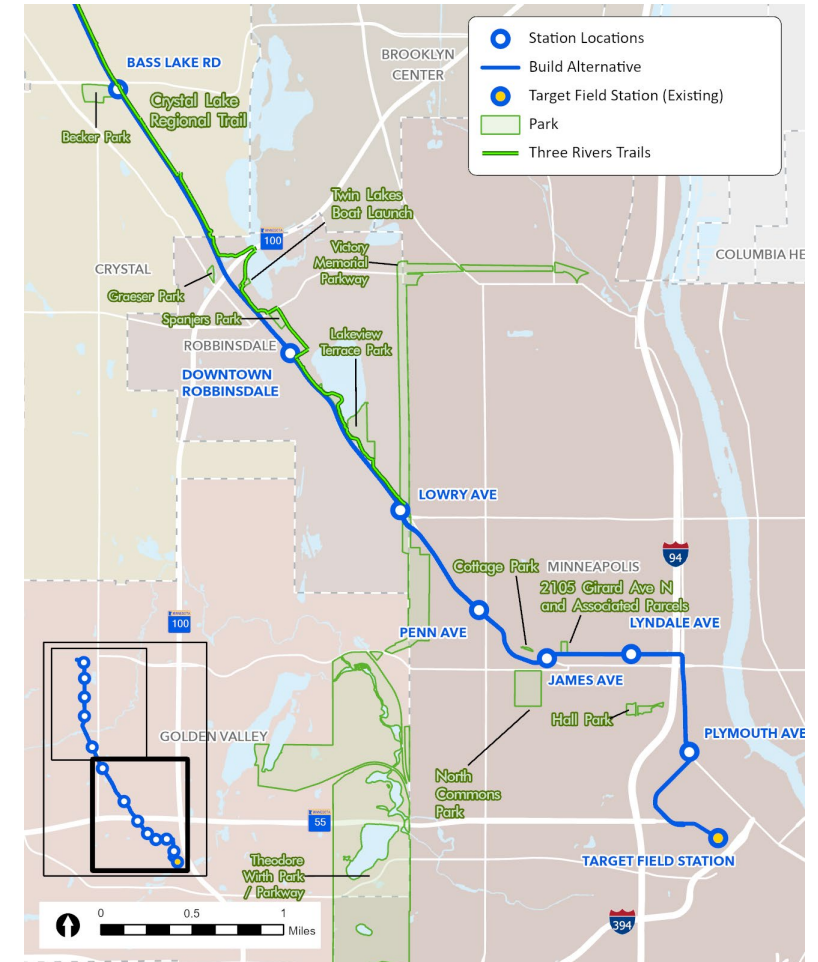 BASS LAKE RD
BROOKLYN
CENTER
Station Locations
Build Alternative
Target Field Station (Existing)
Park
Three Rivers Trails
Crystal Lake
Regional Trail
Becker Park
Twin Lakes
Boat Launch
MINNESOTA
100
Victory
Memorial
Parkway
COLUMBIA HE
CRYSTAL
Graeser Park
Spanjers Park
ROBBINSDALE
Lakeview
Terrace Park
DOWNTOWN
ROBBINSDALE
LOWRY AVE
94
Cottage Park
MINNEAPOLIS
2105 Girard Ave N
and Associated Parcels
100
PENN AVE
LYNDALE AVE
JAMES AVE
Hall Park
GOLDEN VALLEY
PLYMOUTH AVE
North
Commons
Park
55
TARGET FIELD STATION
Theodore
Wirth Park
/ Parkway
394
0 0.5 1
Miles